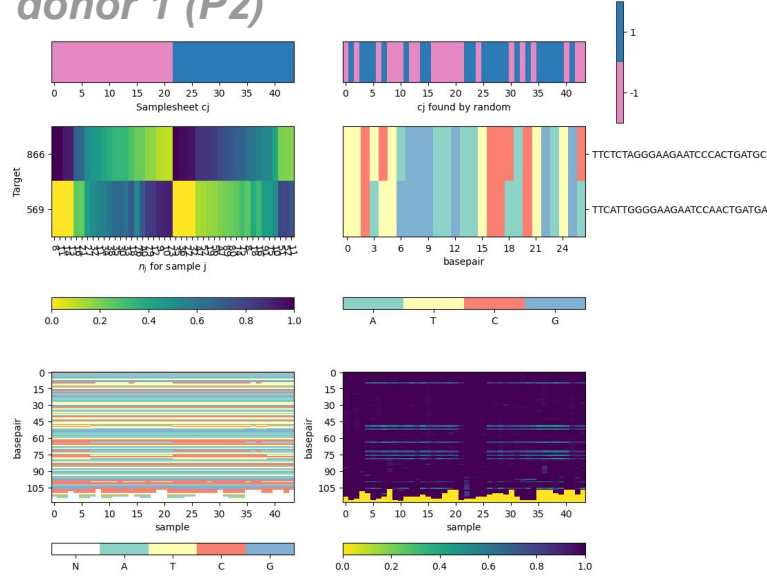 donor 1 (P2)
1
-1
0 5 10 15 20 25 30 35 40
Samplesheet cj
0 5 10 15 20 25 30 35 40
cj found by random
Target
866
569
TTCTCTAGGGAAGAATCCCACTGATGC
TTCATTGGGGAAGAATCCAACTGATGA
nj for sample j
0 3 6 9 12 15 18 21 24
basepair
0.0 0.2 0.4 0.6 0.8 1.0
A T C G
basepair
0
15
30
45
60
75
90
105
0 5 10 15 20 25 30 35 40
sample
basepair
0
15
30
45
60
75
90
105
0 5 10 15 20 25 30 35 40
sample
N A T C G
0.0 0.2 0.4 0.6 0.8 1.0